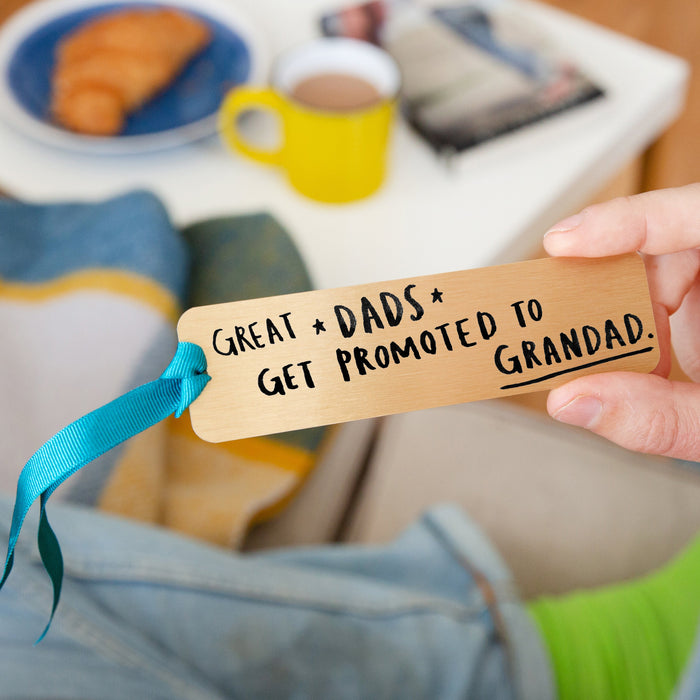 GREAT ★ DADS ★
GET PROMOTED TO
GRANDAD.